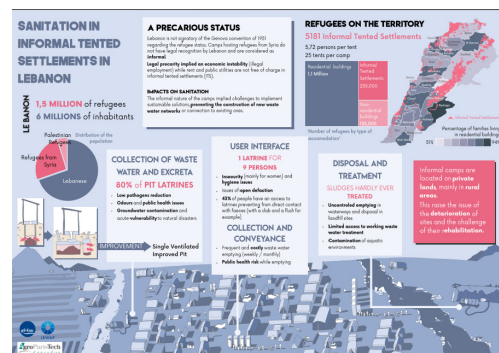 SANITATION IN
INFORMAL TENTED
SETTLEMENTS IN
LEBANON
LE BANON
1,5 MILLION of refugees
6 MILLIONS of inhabitants
Palestinian
Refugees
Distribution of the
population
Refugees from
Syria
Lebanese
A PRECARIOUS STATUS
Lebanon is not signatory of the Geneva convention of 1951
regarding the refugee status. Camps hosting refugees from Syria do
not have legal recognition by Lebanon and are considered as
informal.
Legal precarity implied on economic instability (illegal
employment) while rent and public utilities are not free of charge in
informal tented settlements (ITS).
IMPACTS ON SANITATION
The informal nature of the camps implicated challenges to implement
sustainable solutions preventing the construction of new waste
water networks or connection to existing ones.
REFUGEES ON THE TERRITORY
5181 Informal Tented Settlements
5,72 persons per tent
25 tents per camp
Residential buildings
1.1 Million
Informal
Tented
Settlements
Non-
residential
buildings
Number of refugees by type of
accomodation
Percentage of families living
in residential buildings
51%
94%
COLLECTION OF WASTE
WATER AND EXCRETA
80% OF PIT LATRINES
Low pathogens reduction
Odours and public health issues
Groundwater contamination and
acute vulnerability to natural disasters
IMPROVEMENT
Single Ventilated
Improved Pit
USER INTERFACE
1 LATRINE FOR
9 PERSONS
Insecurity (mainly for women) and
hygiene issues
Issues of open defecation
43% of people have an access to
latrines preventing from direct contact
with faeces (with a slab and a flush for
example)
COLLECTION AND
CONVEYANCE
Frequent and costly waste water
emptying (weekly / monthly)
Public health risk while emptying
DISPOSAL AND
TREATMENT
SLUDGES HARDLY EVER
TREATED
Uncontroled emptying in
waterways and disposal in
landfill sites
Limited access to working waste
water treatment
Contamination of aquatic
environments
Informal camps are
located on private
lands, mainly in rural
areas.
This raise the issue of
the deterioration of
sites and the challenge
of their rehabilitation.
AgroParisTech